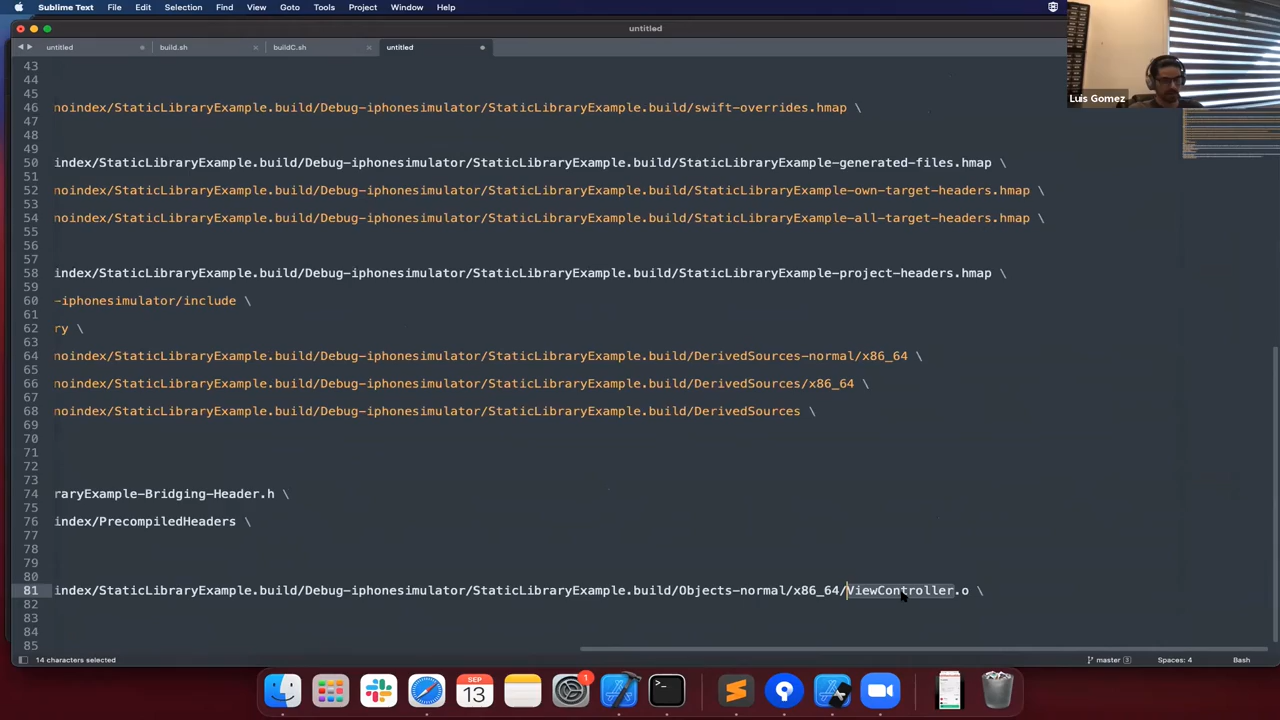 Sublime Text File Edit Selection Find View Goto Tools Project Window Help
untitled
untitled build.sh buildC.sh untitled
Luis Gomez
43
44
45
46 noindex/StaticLibraryExample.build/Debug-iphonesimulator/StaticLibraryExample.build/swift-overrides.hmap \
47
48
49
50 index/StaticLibraryExample.build/Debug-iphonesimulator/StaticLibraryExample.build/StaticLibraryExample-generated-files.hmap \
51
52 noindex/StaticLibraryExample.build/Debug-iphonesimulator/StaticLibraryExample.build/StaticLibraryExample-own-target-headers.hmap \
53
54 noindex/StaticLibraryExample.build/Debug-iphonesimulator/StaticLibraryExample.build/StaticLibraryExample-all-target-headers.hmap \
55
56
57
58 index/StaticLibraryExample.build/Debug-iphonesimulator/StaticLibraryExample.build/StaticLibraryExample-project-headers.hmap \
59
60 -iphonesimulator/include \
61
62 ry \
63
64 noindex/StaticLibraryExample.build/Debug-iphonesimulator/StaticLibraryExample.build/DerivedSources-normal/x86_64 \
65
66 noindex/StaticLibraryExample.build/Debug-iphonesimulator/StaticLibraryExample.build/DerivedSources/x86_64 \
67
68 noindex/StaticLibraryExample.build/Debug-iphonesimulator/StaticLibraryExample.build/DerivedSources \
69
70
71
72
73
74 raryExample-Bridging-Header.h \
75
76 index/PrecompiledHeaders \
77
78
79
80
81 index/StaticLibraryExample.build/Debug-iphonesimulator/StaticLibraryExample.build/Objects-normal/x86_64/ViewController.o \
82
83
84
85
14 characters selected master 3 Spaces: 4 Bash
SEP
13
1